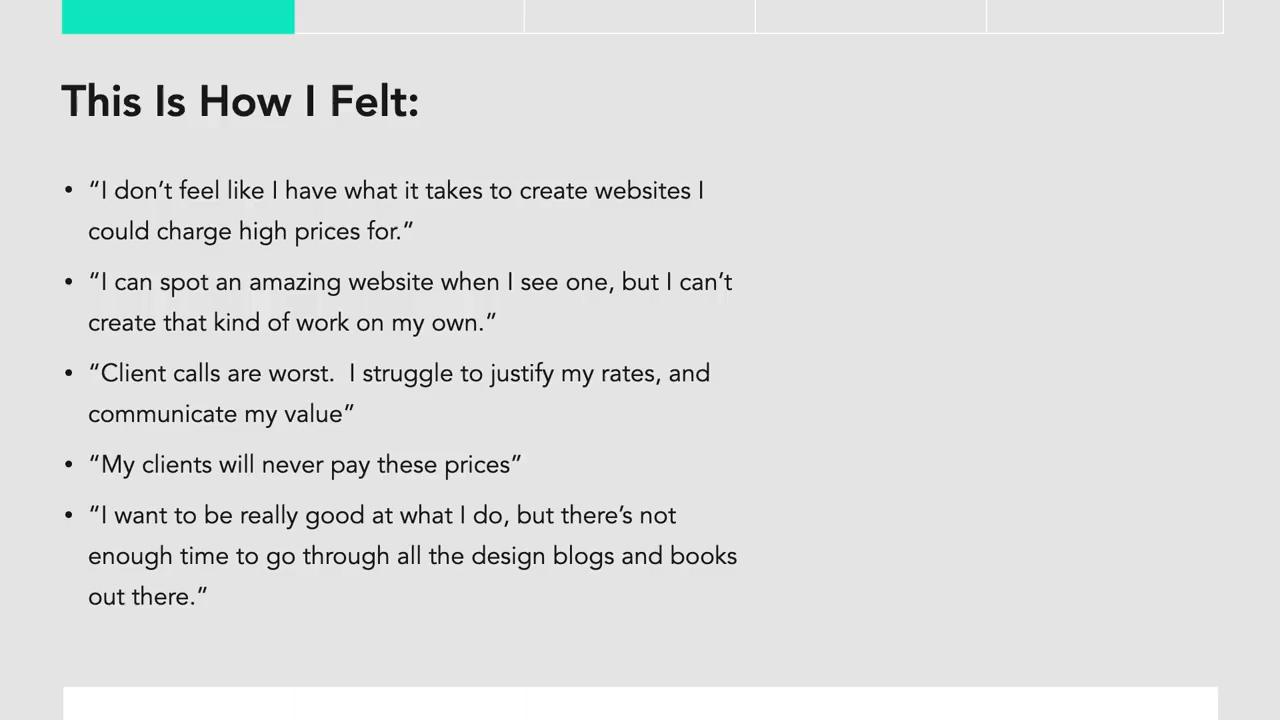 This Is How I Felt:
• “I don’t feel like I have what it takes to create websites I
could charge high prices for.”
• “I can spot an amazing website when I see one, but I can’t
create that kind of work on my own.”
• “Client calls are worst.  I struggle to justify my rates, and
communicate my value”
• “My clients will never pay these prices”
• “I want to be really good at what I do, but there’s not
enough time to go through all the design blogs and books
out there.”